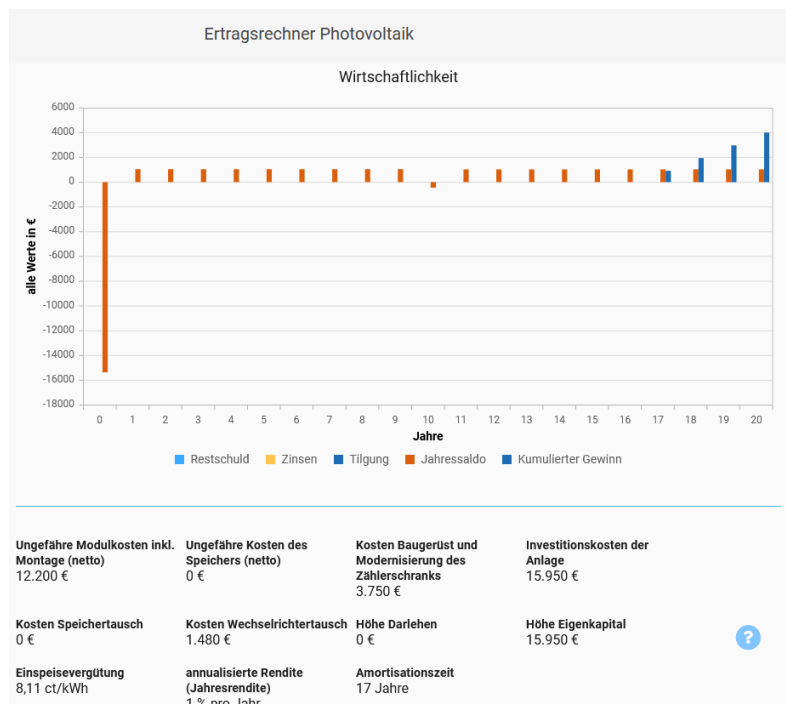 Ertragsrechner Photovoltaik
Wirtschaftlichkeit
6000
4000
2000
0
-2000
-4000
-6000
-8000
-10000
-12000
-14000
-16000
-18000
alle Werte in €
0 1 2 3 4 5 6 7 8 9 10 11 12 13 14 15 16 17 18 19 20
Jahre
Restschuld Zinsen Tilgung Jahressaldo Kumulierter Gewinn
Ungefähre Modulkosten inkl.
Montage (netto)
12.200 €
Ungefähre Kosten des
Speichers (netto)
0 €
Kosten Baugerüst und
Modernisierung des
Zählerschranks
3.750 €
Investitionskosten der
Anlage
15.950 €
Kosten Speichertausch
0 €
Kosten Wechselrichtertausch
1.480 €
Höhe Darlehen
0 €
Höhe Eigenkapital
15.950 €
?
Einspeisevergütung
8,11 ct/kWh
annualisierte Rendite
(Jahresrendite)
1 % pro Jahr
Amortisationszeit
17 Jahre